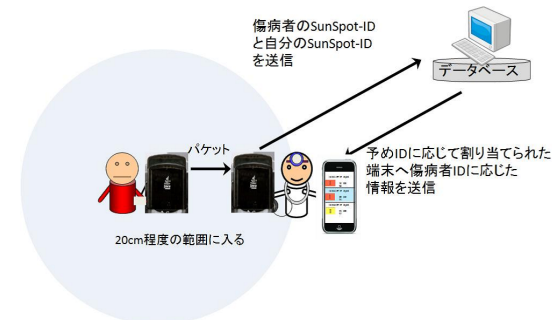 傷病者のSunSpot-ID
と自分のSunSpot-ID
を送信
データベース
パケット
予めIDに応じて割り当てられた
端末へ傷病者IDに応じた
情報を送信
20cm程度の範囲に入る